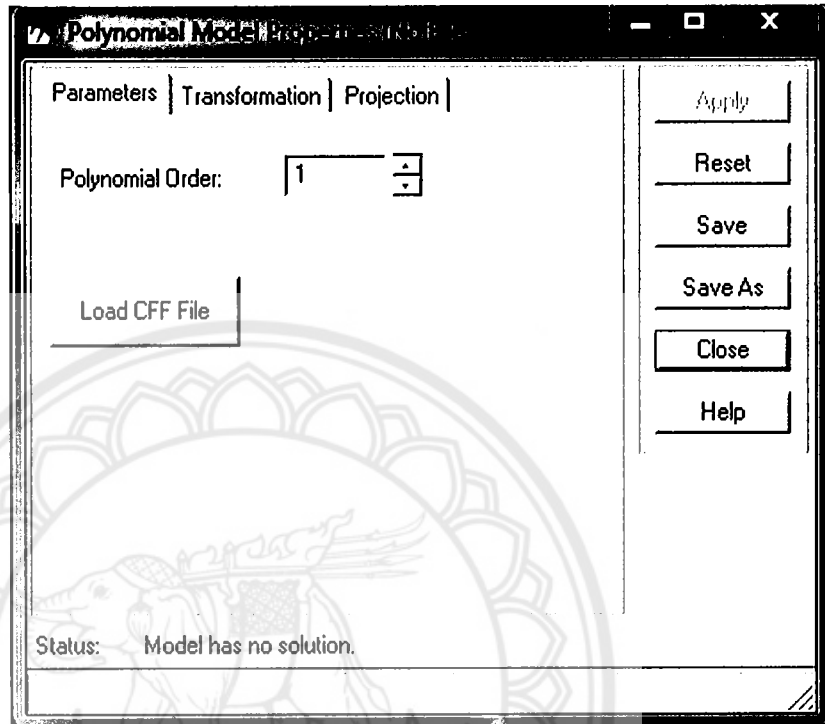 Polynomial Model Properties
Parameters
Transformation
Projection
Polynomial Order:
1
Load CFF File
Apply
Reset
Save
Save As
Close
Help
Status:
Model has no solution.